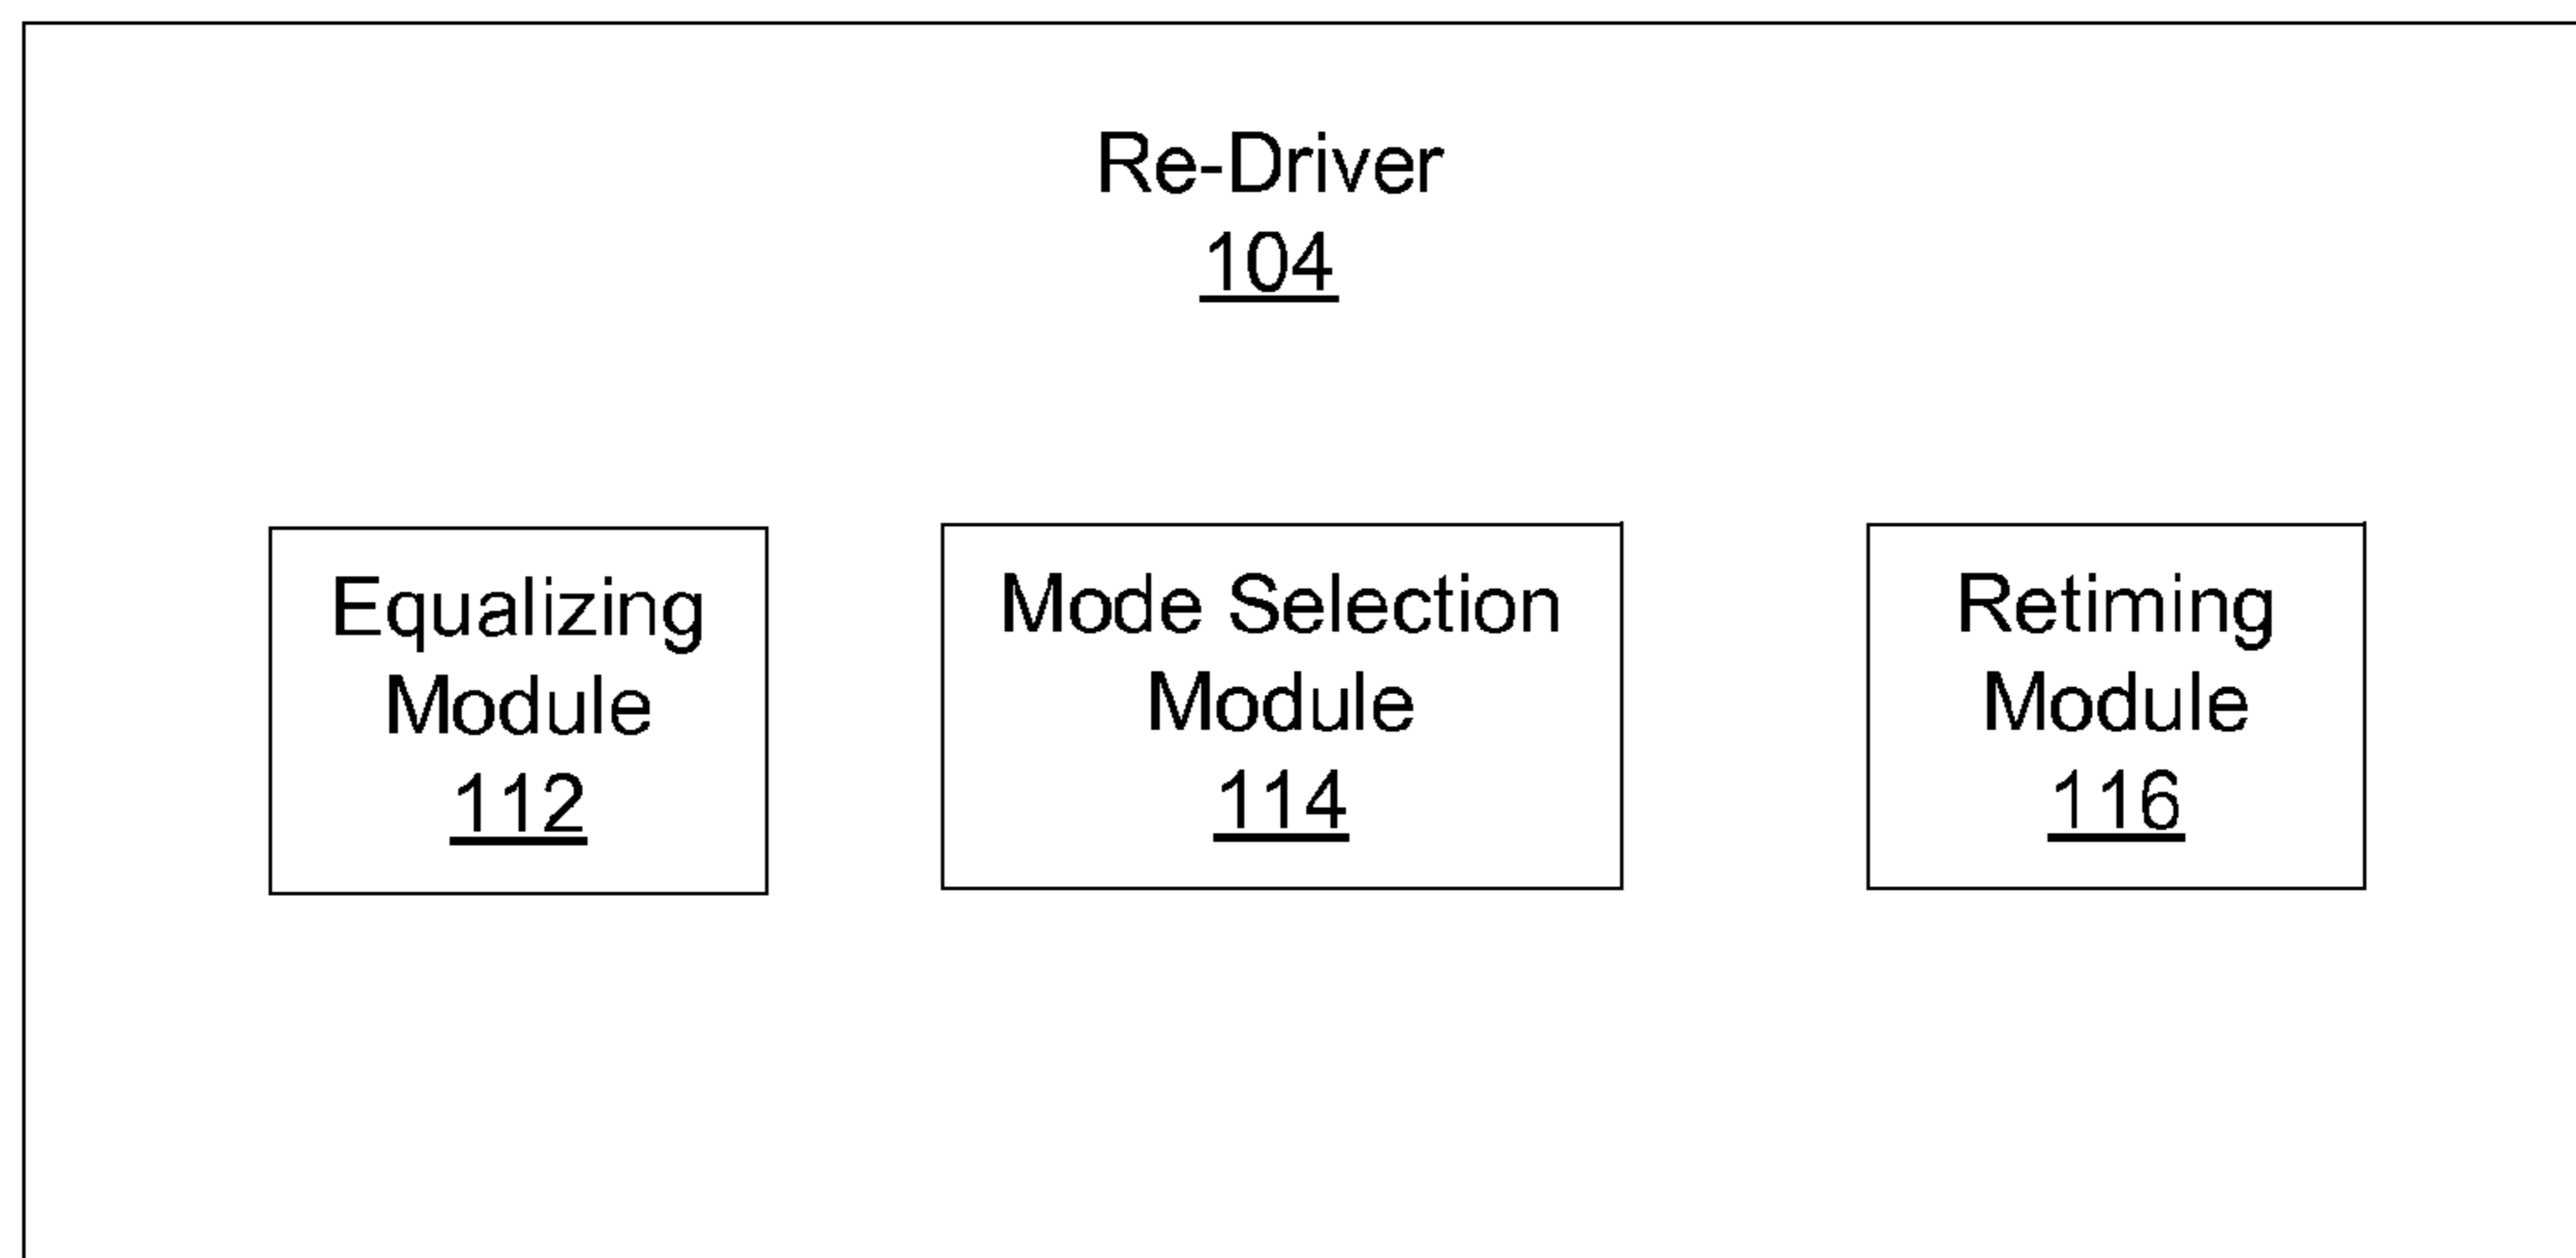 Re-Driver
104
Equalizing
Module
112
Mode Selection
Module
114
Retiming
Module
116